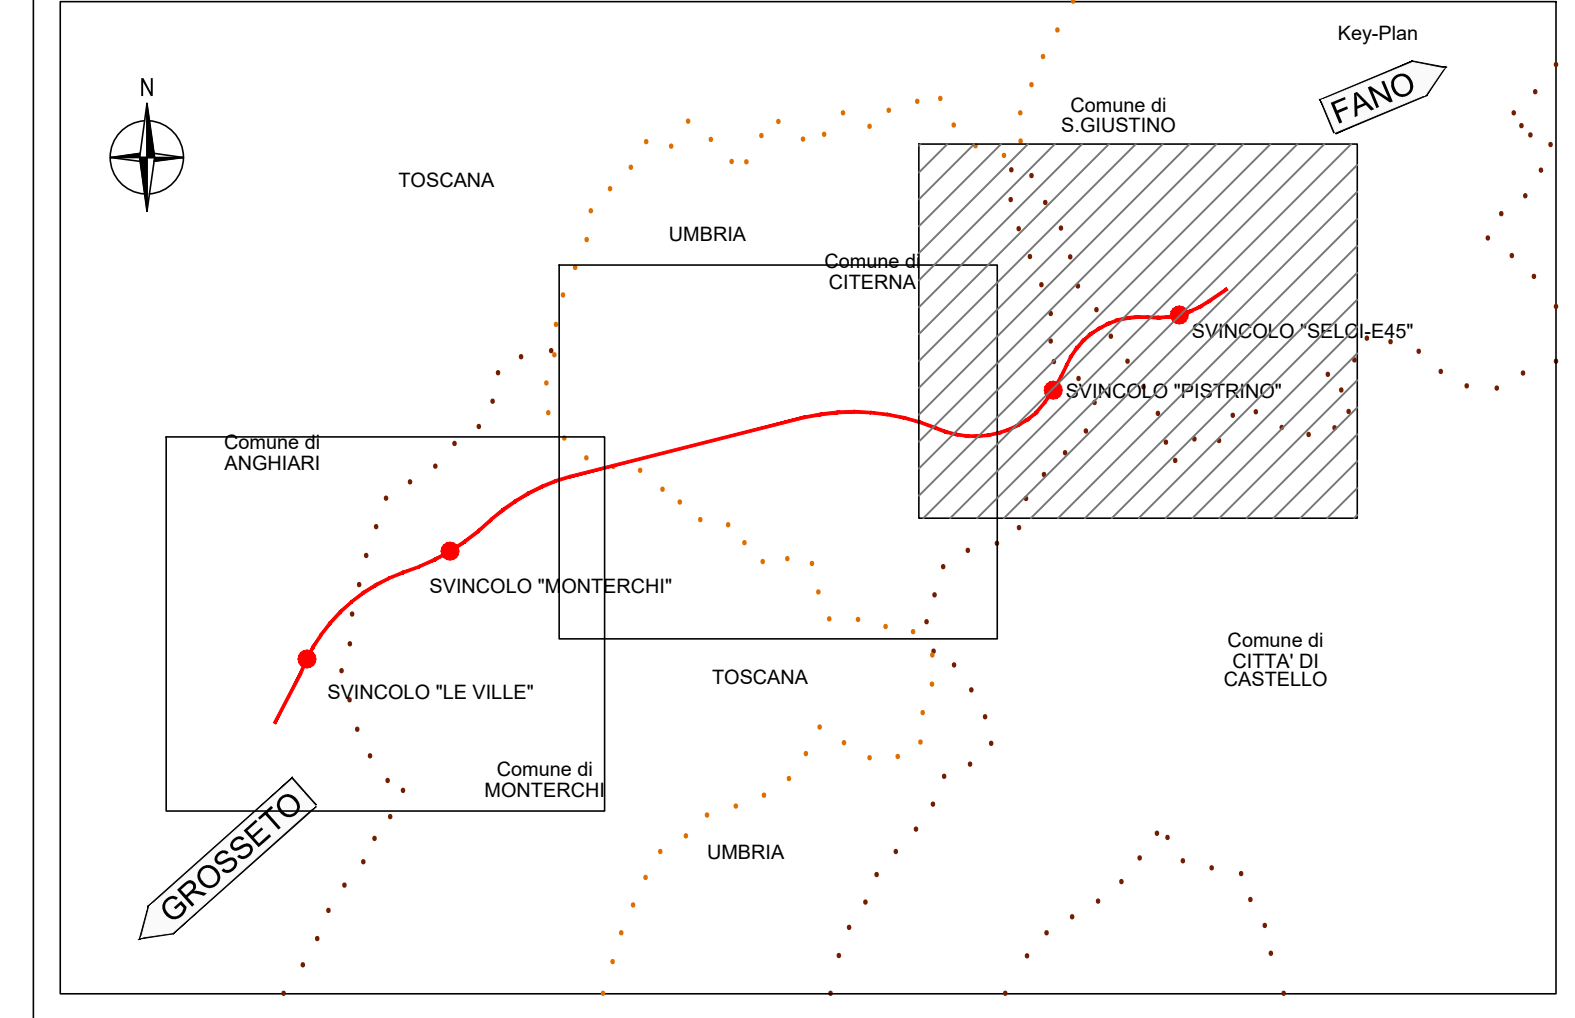 Key-Plan
N
FANO
Comune di
S.GIUSTINO
TOSCANA
UMBRIA
Comune di
CITERNA
SVINCOLO "SELCI-E45"
SVINCOLO "PISTRINO"
Comune di
ANGHIARI
SVINCOLO "MONTERCHI"
Comune di
CITTA' DI
CASTELLO
TOSCANA
SVINCOLO "LE VILLE"
Comune di
MONTERCHI
GROSSETO
UMBRIA